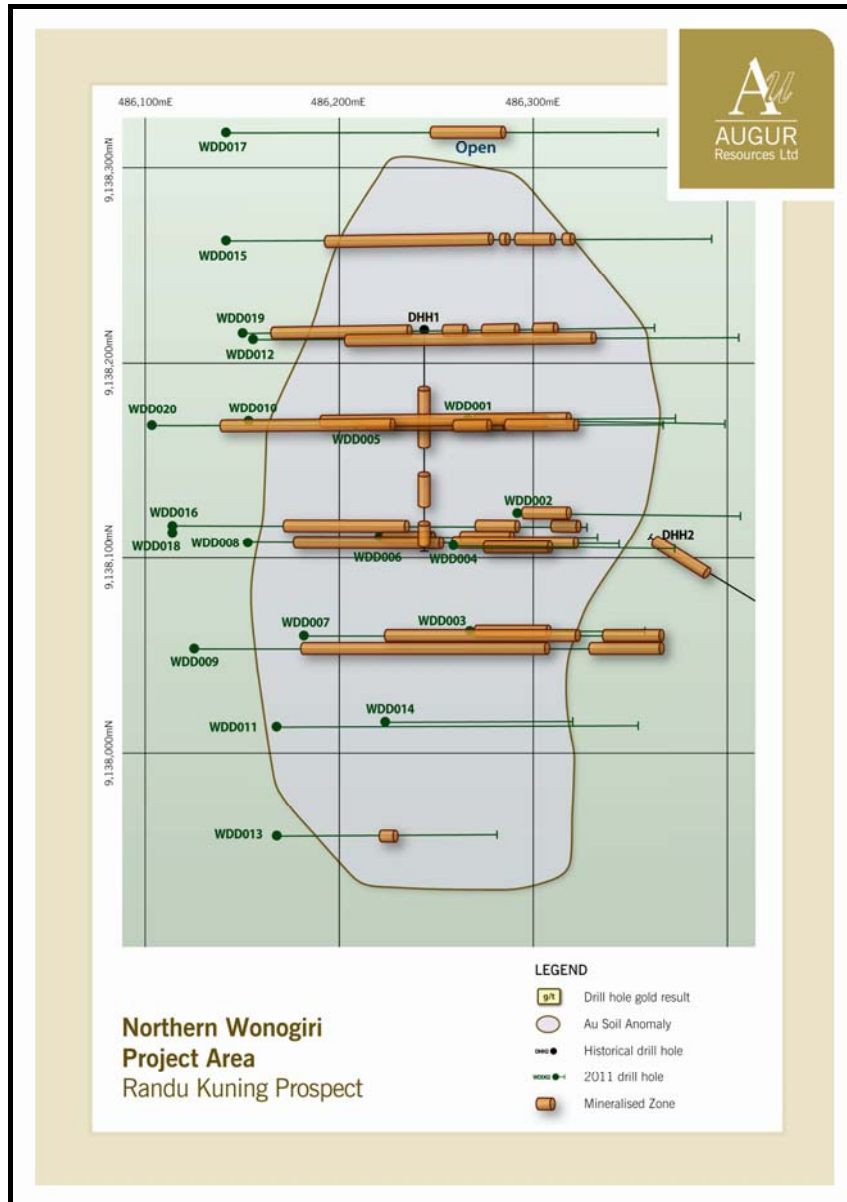 486,100mE
486,200mE
486,300mE
Au
AUGUR
Resources Ltd
WDD017
Open
9,138,300mN
WDD015
WDD019
DHH1
WDD012
9,138,200mN
WDD020
WDD010
WDD001
WDD005
WDD002
WDD016
WDD018
WDD008
WDD006
WDD004
DHH2
9,138,100mN
WDD007
WDD003
WDD009
WDD014
WDD011
9,138,000mN
WDD013
LEGEND
g/t Drill hole gold result
Au Soil Anomaly
Historical drill hole
2011 drill hole
Mineralised Zone
Northern Wonogiri
Project Area
Randu Kuning Prospect